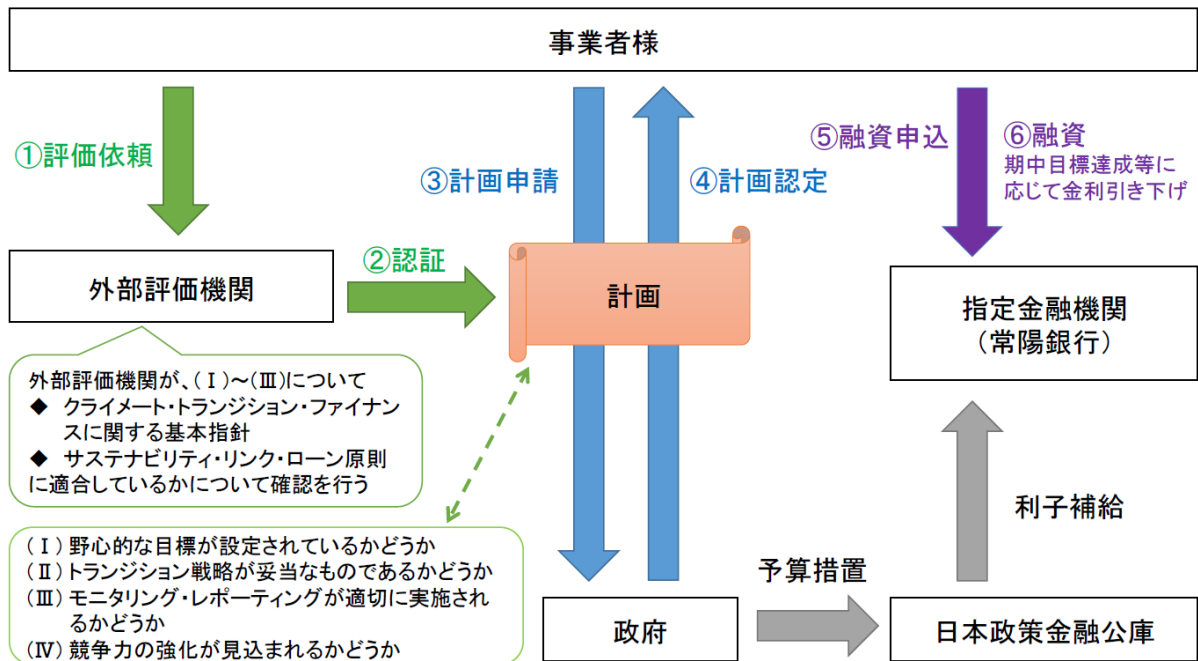 事業者様
①評価依頼
③計画申請
④計画認定
⑤融資申込
⑥融資
期中目標達成等に
応じて金利引き下げ
外部評価機関
②認証
計画
指定金融機関
（常陽銀行）
外部評価機関が、(Ⅰ)～(Ⅲ)について
◆ クライメート・トランジション・ファイナン
スに関する基本指針
◆ サステナビリティ・リンク・ローン原則
に適合しているかについて確認を行う
(Ⅰ) 野心的な目標が設定されているかどうか
(Ⅱ) トランジション戦略が妥当なものであるかどうか
(Ⅲ) モニタリング・レポーティングが適切に実施され
るかどうか
(Ⅳ) 競争力の強化が見込まれるかどうか
利子補給
予算措置
政府
日本政策金融公庫